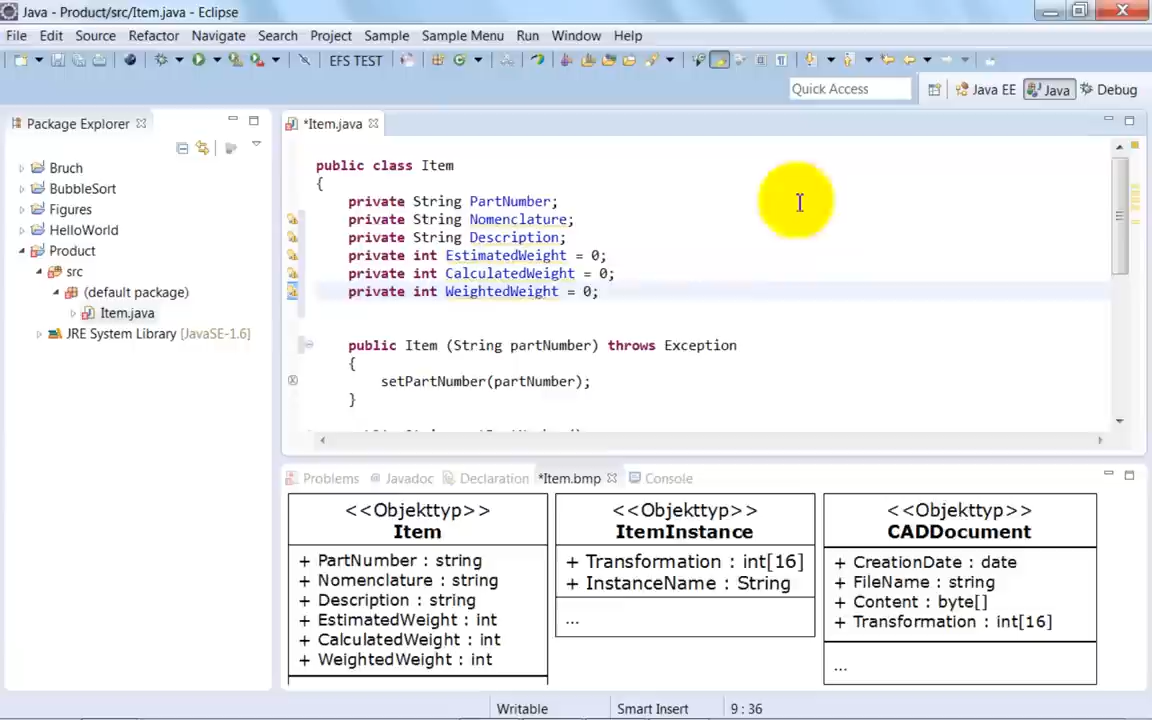 Java - Product/src/Item.java - Eclipse
File Edit Source Refactor Navigate Search Project Sample Sample Menu Run Window Help
EFS TEST
Quick Access Java EE Java Debug
Package Explorer
Bruch
BubbleSort
Figures
HelloWorld
Product
src
(default package)
Item.java
JRE System Library [JavaSE-1.6]
*Item.java
public class Item
{
private String PartNumber;
private String Nomenclature;
private String Description;
private int EstimatedWeight = 0;
private int CalculatedWeight = 0;
private int WeightedWeight = 0;
public Item (String partNumber) throws Exception
{
setPartNumber(partNumber);
}
Problems Javadoc Declaration *Item.bmp Console
<<Objekttyp>>
Item
+ PartNumber : string
+ Nomenclature : string
+ Description : string
+ EstimatedWeight : int
+ CalculatedWeight : int
+ WeightedWeight : int
<<Objekttyp>>
ItemInstance
+ Transformation : int[16]
+ InstanceName : String
...
<<Objekttyp>>
CADDocument
+ CreationDate : date
+ FileName : string
+ Content : byte[]
+ Transformation : int[16]
...
Writable Smart Insert 9 : 36